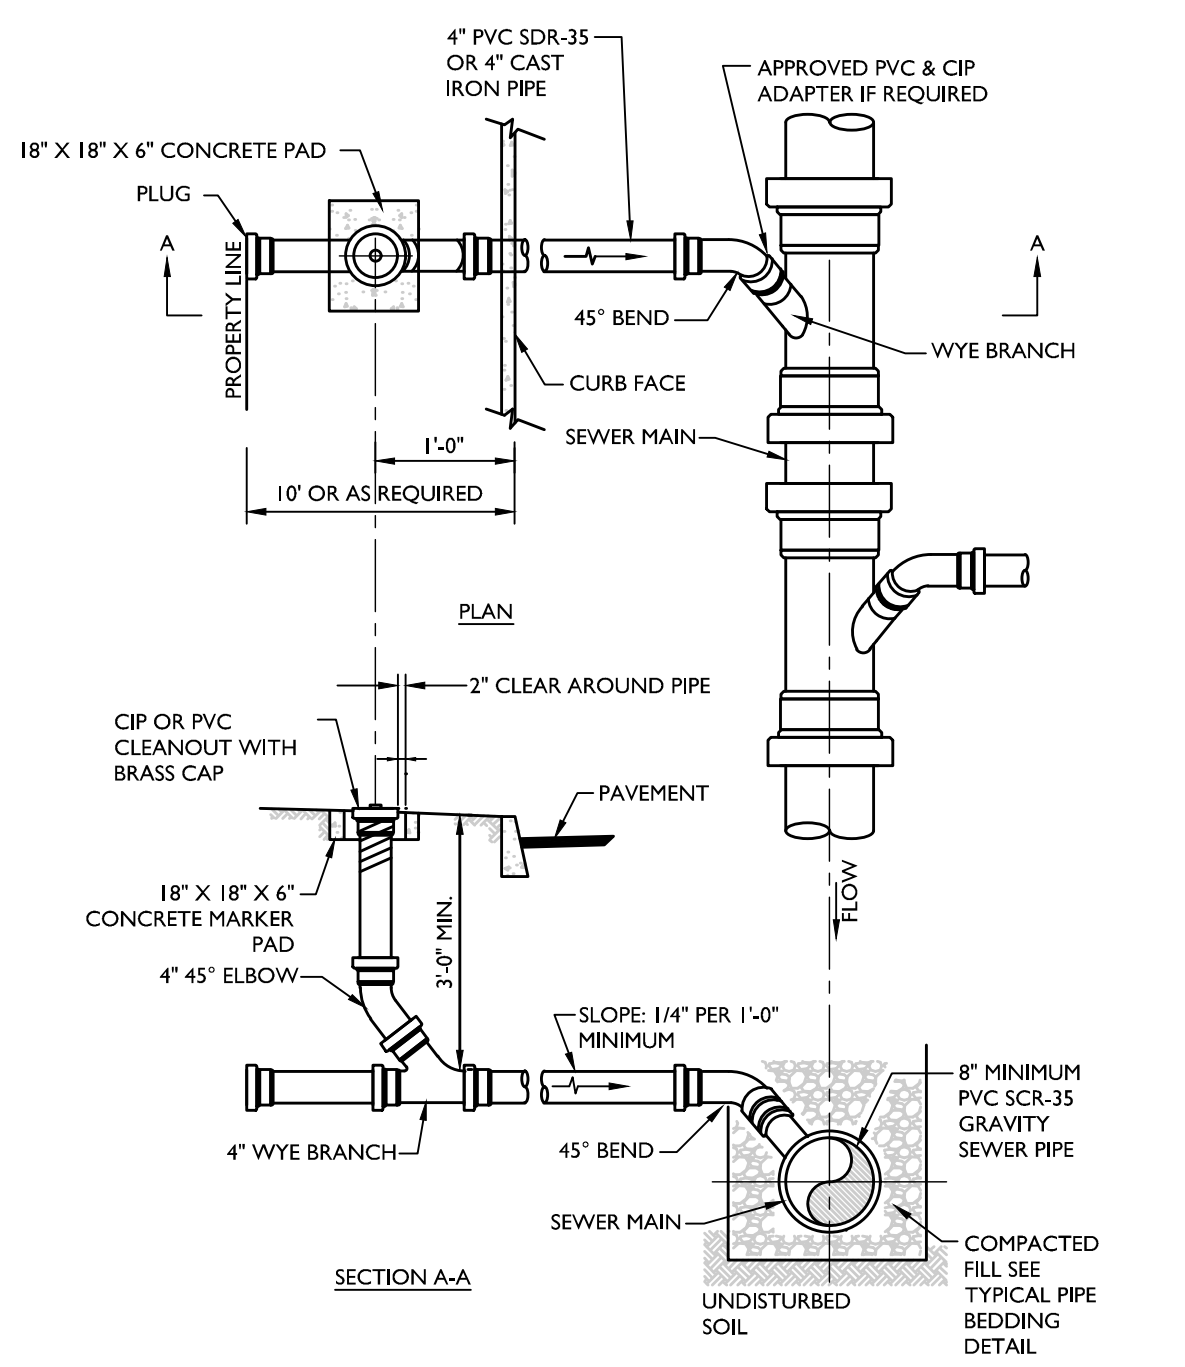 4" PVC SDR-35
OR 4" CAST
IRON PIPE
APPROVED PVC & CIP
ADAPTER IF REQUIRED
18" X 18" X 6" CONCRETE PAD
PLUG
A
A
PROPERTY LINE
45° BEND
WYE BRANCH
CURB FACE
SEWER MAIN
1'-0"
10' OR AS REQUIRED
PLAN
2" CLEAR AROUND PIPE
CIP OR PVC
CLEANOUT WITH
BRASS CAP
PAVEMENT
18" X 18" X 6"
CONCRETE MARKER
PAD
3'-0" MIN.
FLOW
4" 45° ELBOW
SLOPE: 1/4" PER 1'-0"
MINIMUM
8" MINIMUM
PVC SCR-35
GRAVITY
SEWER PIPE
4" WYE BRANCH
45° BEND
SEWER MAIN
COMPACTED
FILL SEE
TYPICAL PIPE
BEDDING
DETAIL
SECTION A-A
UNDISTURBED
SOIL